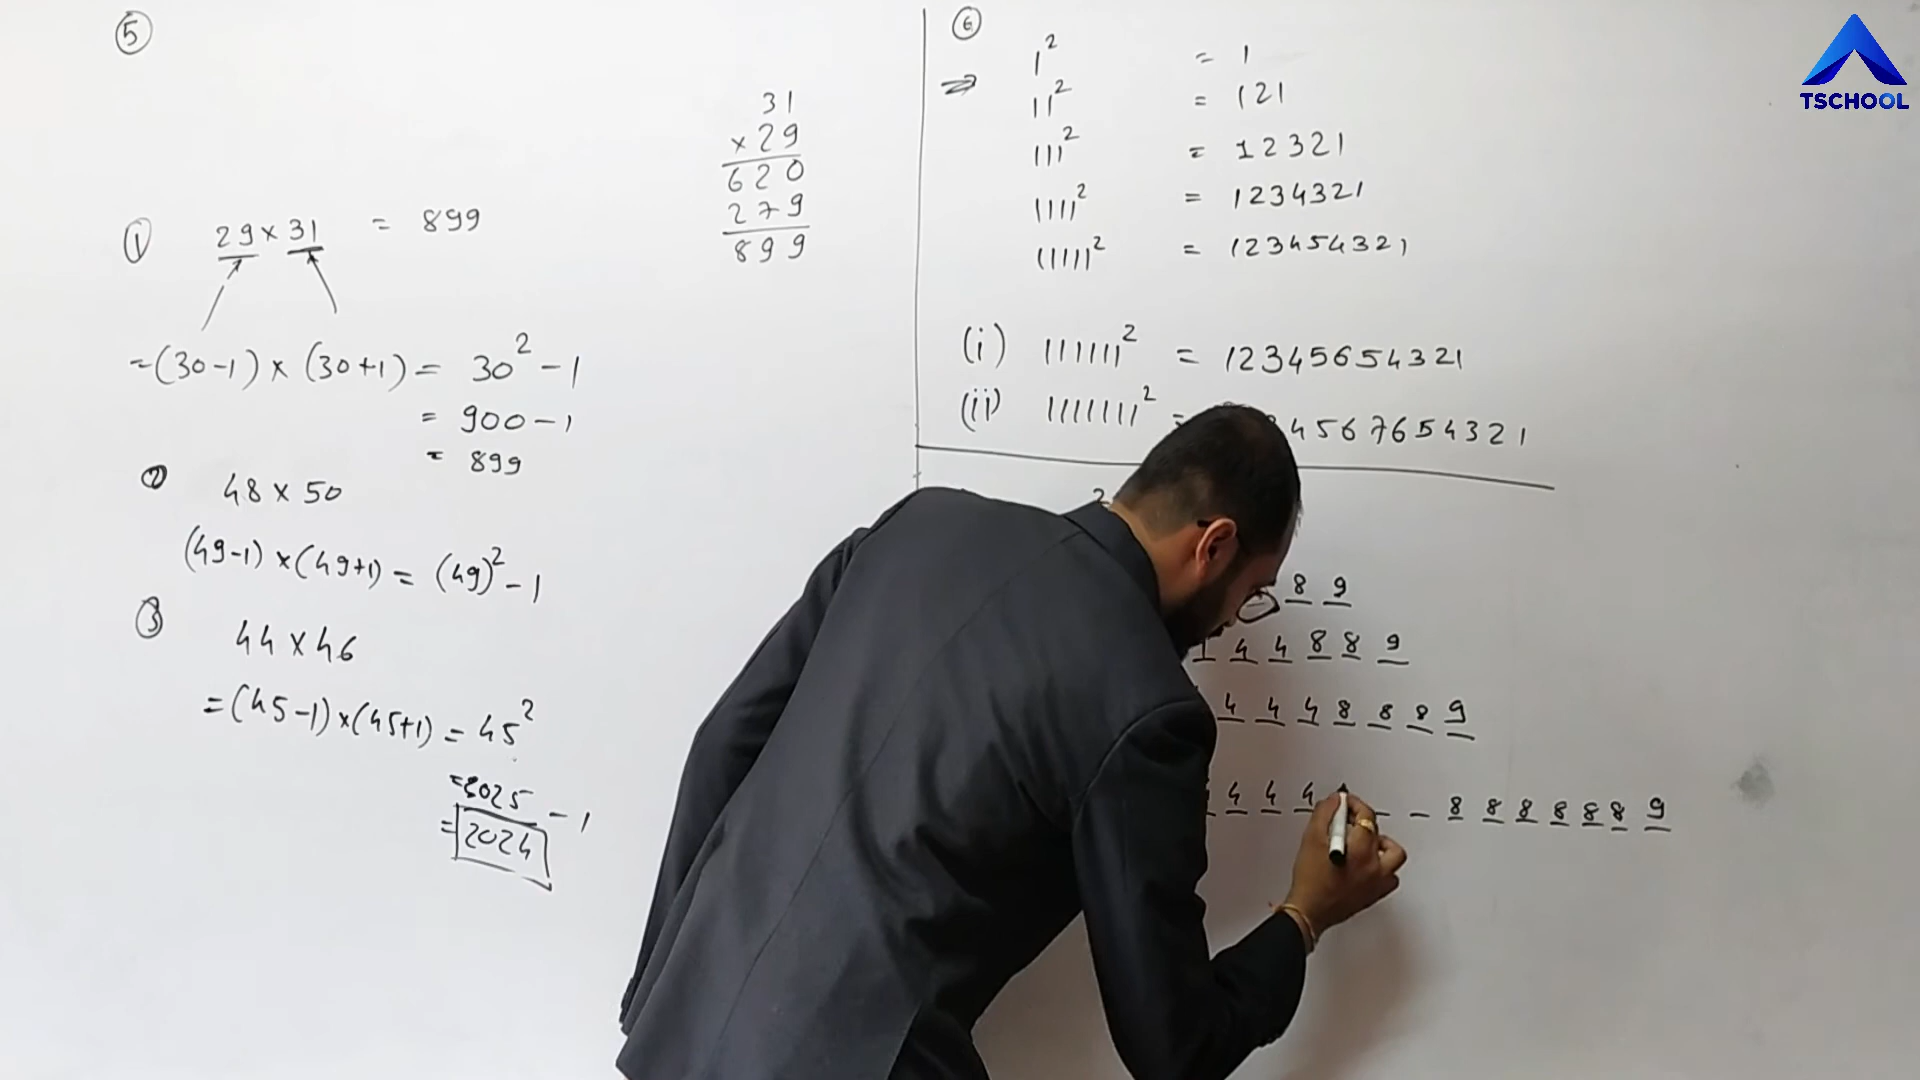 ⑤
31
× 29
620
279
899
① 29 × 31 = 899
= (30-1) × (30+1) = 30² - 1
= 900 - 1
= 899
② 48 × 50
(49-1) × (49+1) = (49)² - 1
③ 44 × 46
= (45-1) × (45+1) = 45²
= 2025 - 1
= 2024
⑥
1² = 1
11² = 121
111² = 12321
1111² = 1234321
11111² = 123454321
(i) 111111² = 12345654321
(ii) 1111111² = 4567654321
2
8 9
1 4 4 8 8 9
4 4 4 8 8 8 9
4 4 4 4 _ _ 8 8 8 8 8 8 9
TSCHOOL